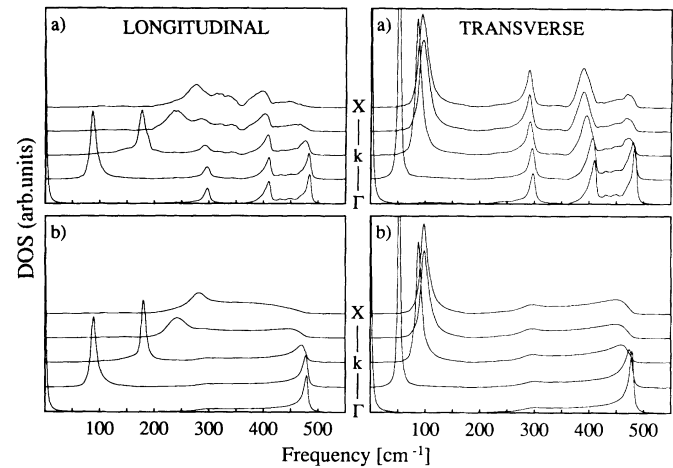 a) LONGITUDINAL
a) TRANSVERSE
X
k
Γ
b)
b)
X
k
Γ
DOS (arb.units)
100 200 300 400 500
100 200 300 400 500
Frequency [cm⁻¹]